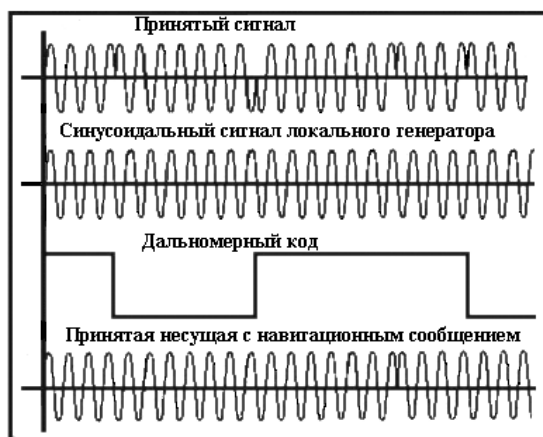 Принятый сигнал
Синусоидальный сигнал локального генератора
Дальномерный код
Принятая несущая с навигационным сообщением